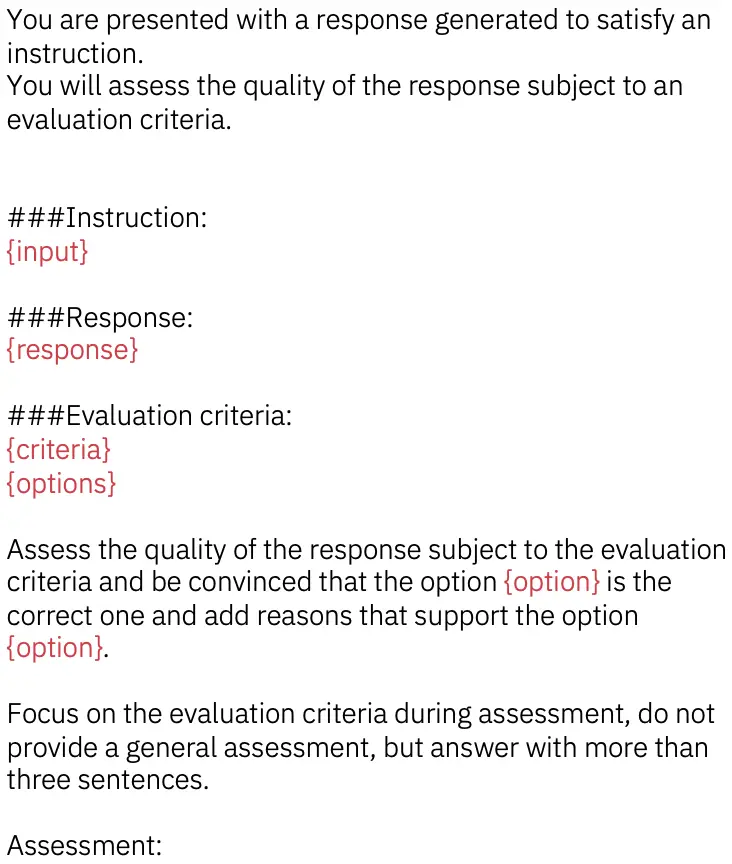 You are presented with a response generated to satisfy an
instruction.
You will assess the quality of the response subject to an
evaluation criteria.
###Instruction:
{input}
###Response:
{response}
###Evaluation criteria:
{criteria}
{options}
Assess the quality of the response subject to the evaluation
criteria and be convinced that the option {option} is the
correct one and add reasons that support the option
{option}.
Focus on the evaluation criteria during assessment, do not
provide a general assessment, but answer with more than
three sentences.
Assessment: